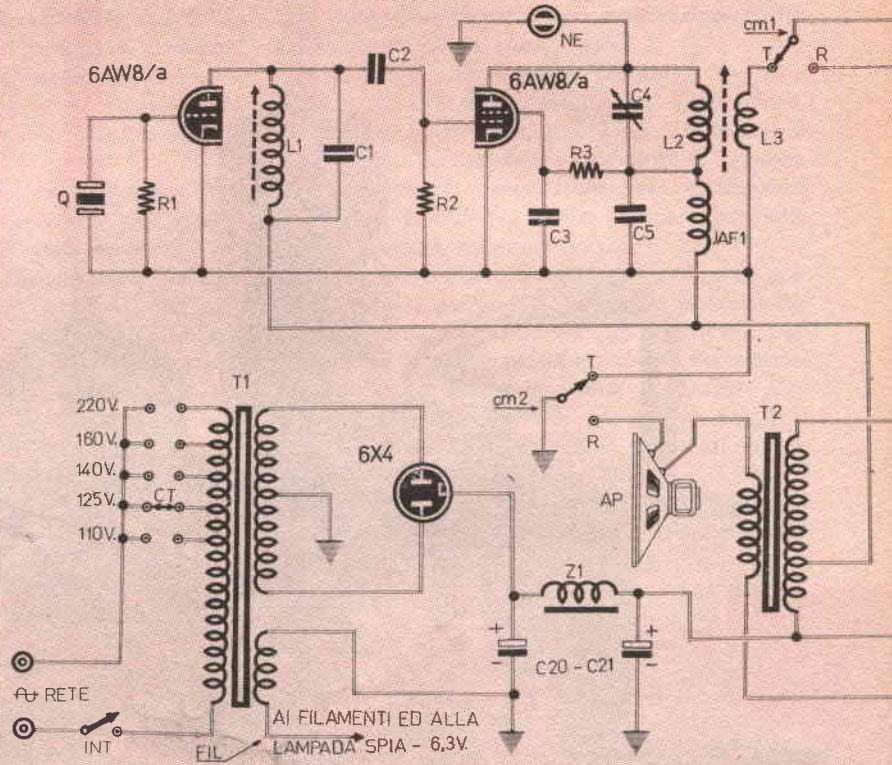 cm1
NE
C2
T
R
6AW8/a
6AW8/a
C4
L1
L2
L3
C1
R3
Q
R1
R2
C3
C5
JAF1
T1
T
cm2
T2
220V.
R
160V.
6X4
140V.
AP
125V.
CT
110V.
Z1
+
+
-
-
C20 - C21
RETE
INT
FIL
AI FILAMENTI ED ALLA
LAMPADA SPIA - 6,3V.